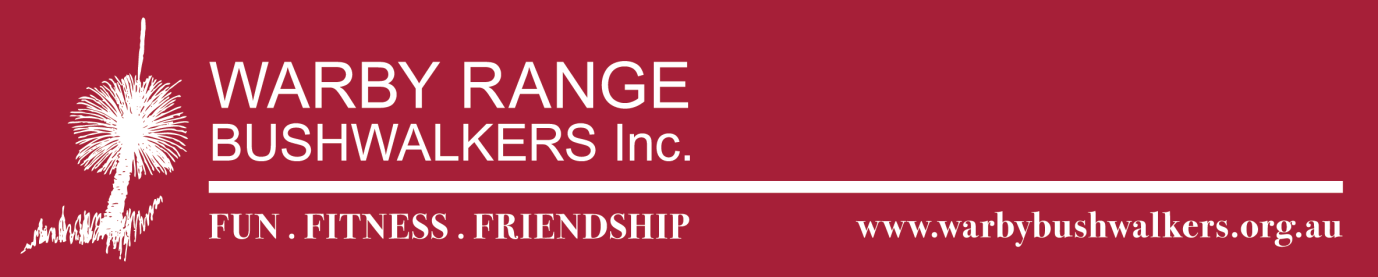 WARBY RANGE
BUSHWALKERS Inc.
FUN . FITNESS . FRIENDSHIP
www.warbybushwalkers.org.au